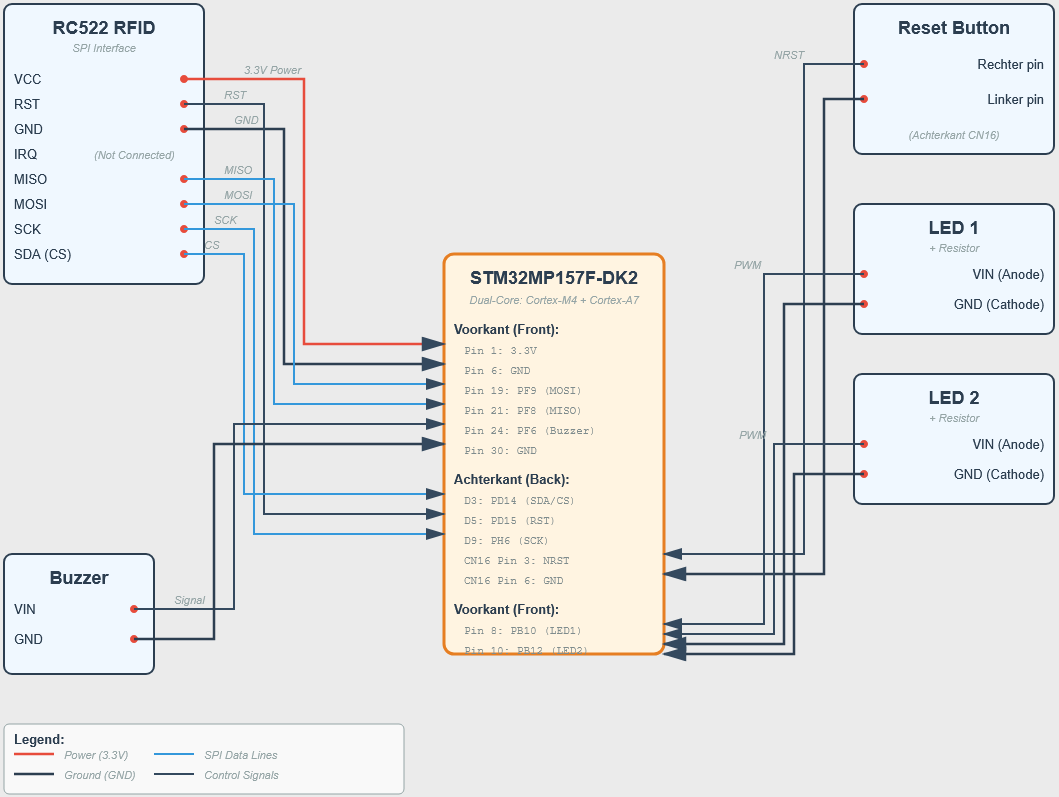 RC522 RFID
SPI Interface
VCC
RST
GND
IRQ (Not Connected)
MISO
MOSI
SCK
SDA (CS)
3.3V Power
RST
GND
MISO
MOSI
SCK
CS
Reset Button
Rechter pin
Linker pin
(Achterkant CN16)
NRST
LED 1
+ Resistor
VIN (Anode)
GND (Cathode)
PWM
LED 2
+ Resistor
VIN (Anode)
GND (Cathode)
PWM
STM32MP157F-DK2
Dual-Core: Cortex-M4 + Cortex-A7
Voorkant (Front):
Pin 1: 3.3V
Pin 6: GND
Pin 19: PF9 (MOSI)
Pin 21: PF8 (MISO)
Pin 24: PF6 (Buzzer)
Pin 30: GND
Achterkant (Back):
D3: PD14 (SDA/CS)
D5: PD15 (RST)
D9: PH6 (SCK)
CN16 Pin 3: NRST
CN16 Pin 6: GND
Voorkant (Front):
Pin 8: PB10 (LED1)
Pin 10: PB12 (LED2)
Buzzer
VIN
GND
Signal
Legend:
Power (3.3V)
SPI Data Lines
Ground (GND)
Control Signals